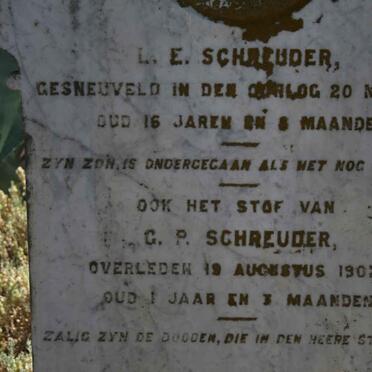 L. E. SCHREUDER,
GESNEUVELD IN DEN OORLOG 20
OUD 16 JAREN EN 8 MAANDE
ZYN ZON, IS ONDERGEGAAN ALS HET NOG
OOK HET STOF VAN
G. P. SCHREUDER,
OVERLEDEN 19 AUGUSTUS 190
OUD 1 JAAR EN 3 MAANDEN
ZALIG ZYN DE DOODEN, DIE IN DEN HEERE ST